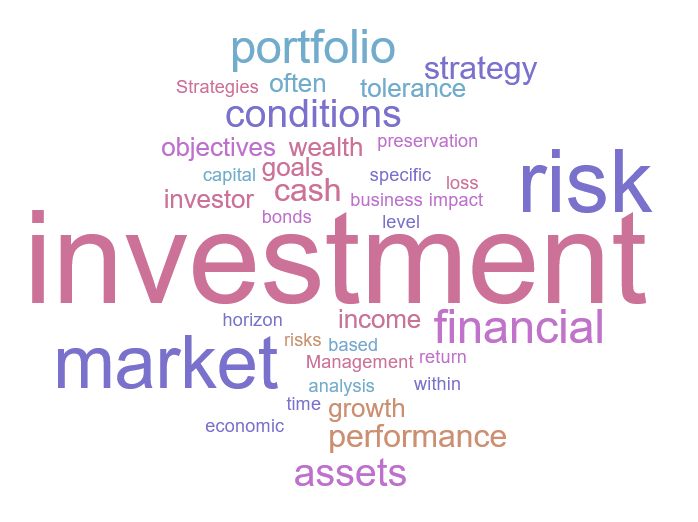 portfolio
strategy
Strategies often tolerance
conditions
objectives wealth preservation
goals
capital specific loss
investor cash business impact
risk
bonds level
investment
horizon income financial
risks based
market Management return
analysis within
time growth
economic performance
assets